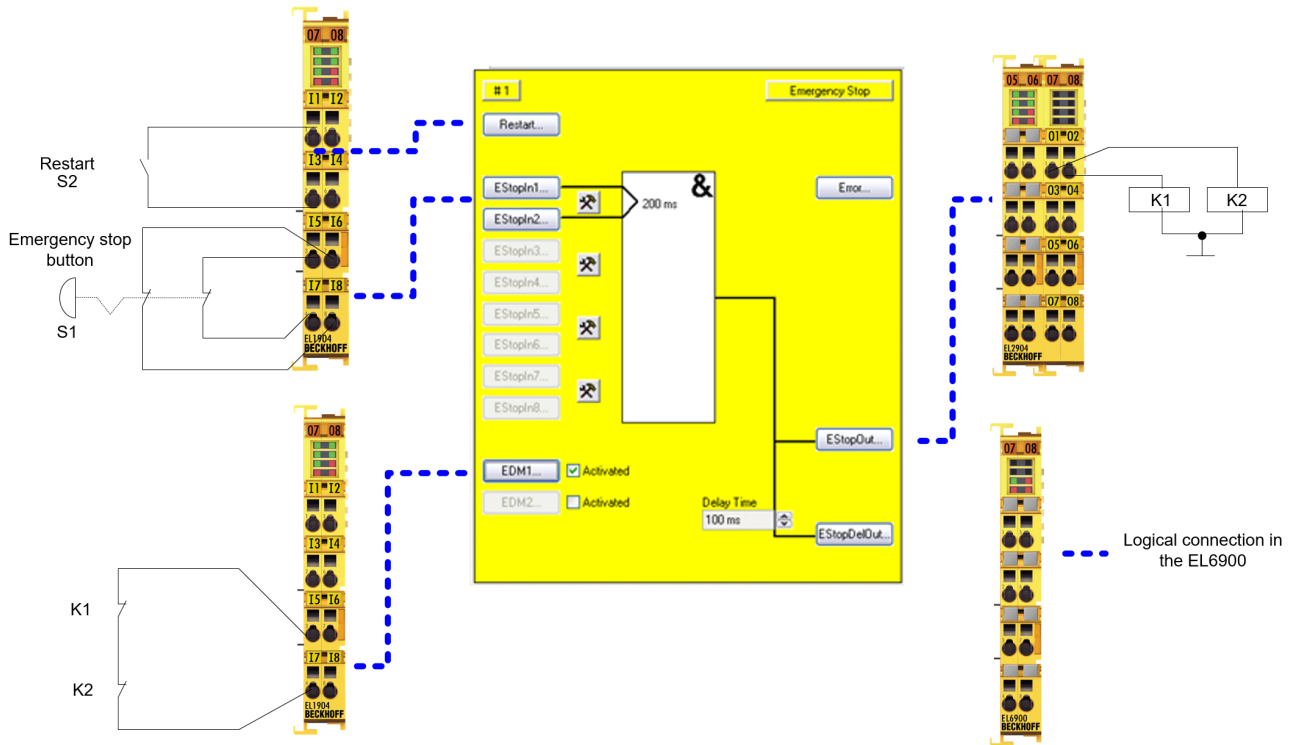 07 08
I1 I2
I3 I4
I5 I6
I7 I8
EL1904
BECKHOFF
Restart
S2
Emergency stop
button
S1
07 08
I1 I2
I3 I4
I5 I6
I7 I8
EL1904
BECKHOFF
K1
K2
# 1
Emergency Stop
Restart...
EStopIn1...
EStopIn2...
EStopIn3...
EStopIn4...
EStopIn5...
EStopIn6...
EStopIn7...
EStopIn8...
&
200 ms
Error...
EStopOut...
EDM1...
Activated
EDM2...
Activated
Delay Time
100 ms
EStopDelOut...
05 06 07 08
01 02
03 04
05 06
07 08
EL2904
BECKHOFF
K1
K2
07 08
EL6900
BECKHOFF
Logical connection in
the EL6900